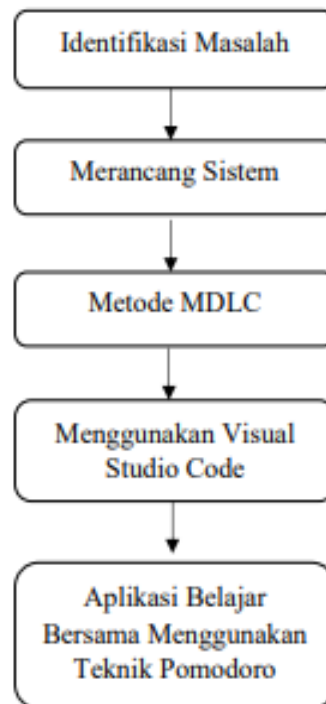 Identifikasi Masalah
Merancang Sistem
Metode MDLC
Menggunakan Visual
Studio Code
Aplikasi Belajar
Bersama Menggunakan
Teknik Pomodoro